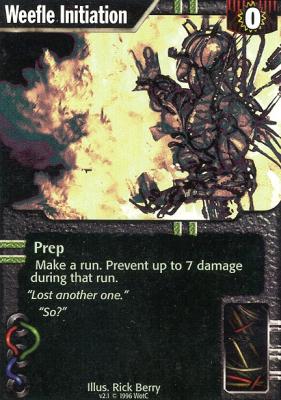 Weefle Initiation
0
Prep
Make a run. Prevent up to 7 damage
during that run.
“Lost another one.”
“So?”
Illus. Rick Berry
v2.1 © 1996 WotC